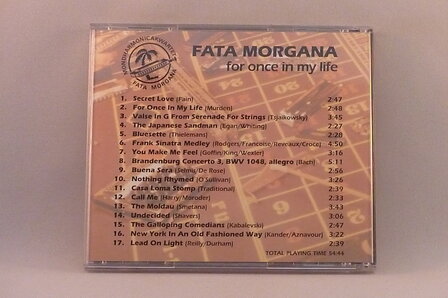 MONDHARMONICAKWARTET
FATA MORGANA
FATA MORGANA
for once in my life
1. Secret Love (Fain) 2:47
2. For Once In My Life (Murden) 2:48
3. Valse In G From Serenade For Strings (Tsjaikowsky) 3:45
4. The Japanese Sandman (Egan/Whiting) 2:27
5. Bluesette (Thielemans) 2:20
6. Frank Sinatra Medley (Rodgers/Francoise/Revaux/Croce) 4:50
7. You Make Me Feel (Goffin/King/Wexler) 3:16
8. Brandenburg Concerto 3, BWV 1048, allegro (Bach) 5:11
9. Buena Sera (Selma/De Rose) 2:56
10. Nothing Rhymed (O'Sullivan) 3:26
11. Casa Loma Stomp (Traditional) 2:39
12. Call Me (Harry/Moroder) 2:33
13. The Moldau (Smetana) 3:43
14. Undecided (Shavers) 3:06
15. The Galloping Comedians (Kabalevski) 2:47
16. New York In An Old Fashioned Way (Kander/Aznavour) 3:22
17. Lead On Light (Reilly/Durham) 2:39
TOTAL PLAYING TIME 54:44